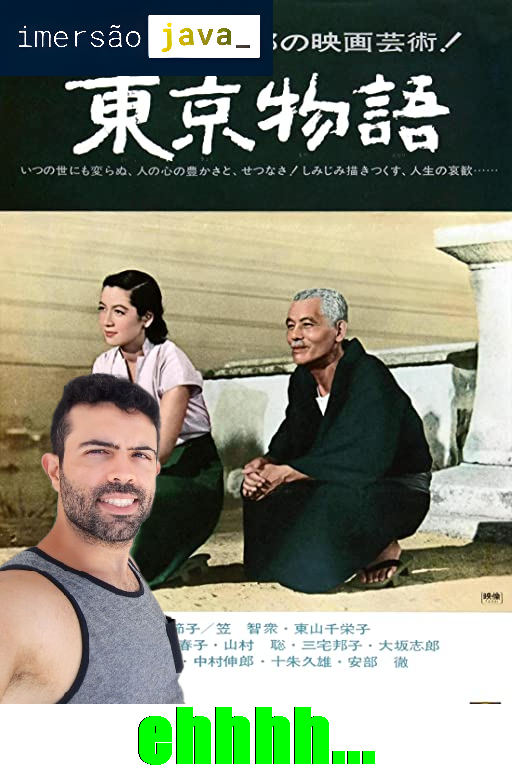 imersão java_
の映画芸術!
東京物語
いつの世にも変らぬ、人の心の豊かさと、せつなさ!しみじみ描きつくす、人生の哀歓……
節子/笠 智衆・東山千栄子
春子・山村 聡・三宅邦子・大坂志郎
・中村伸郎・十朱久雄・安部 徹
映倫
ehhhh...